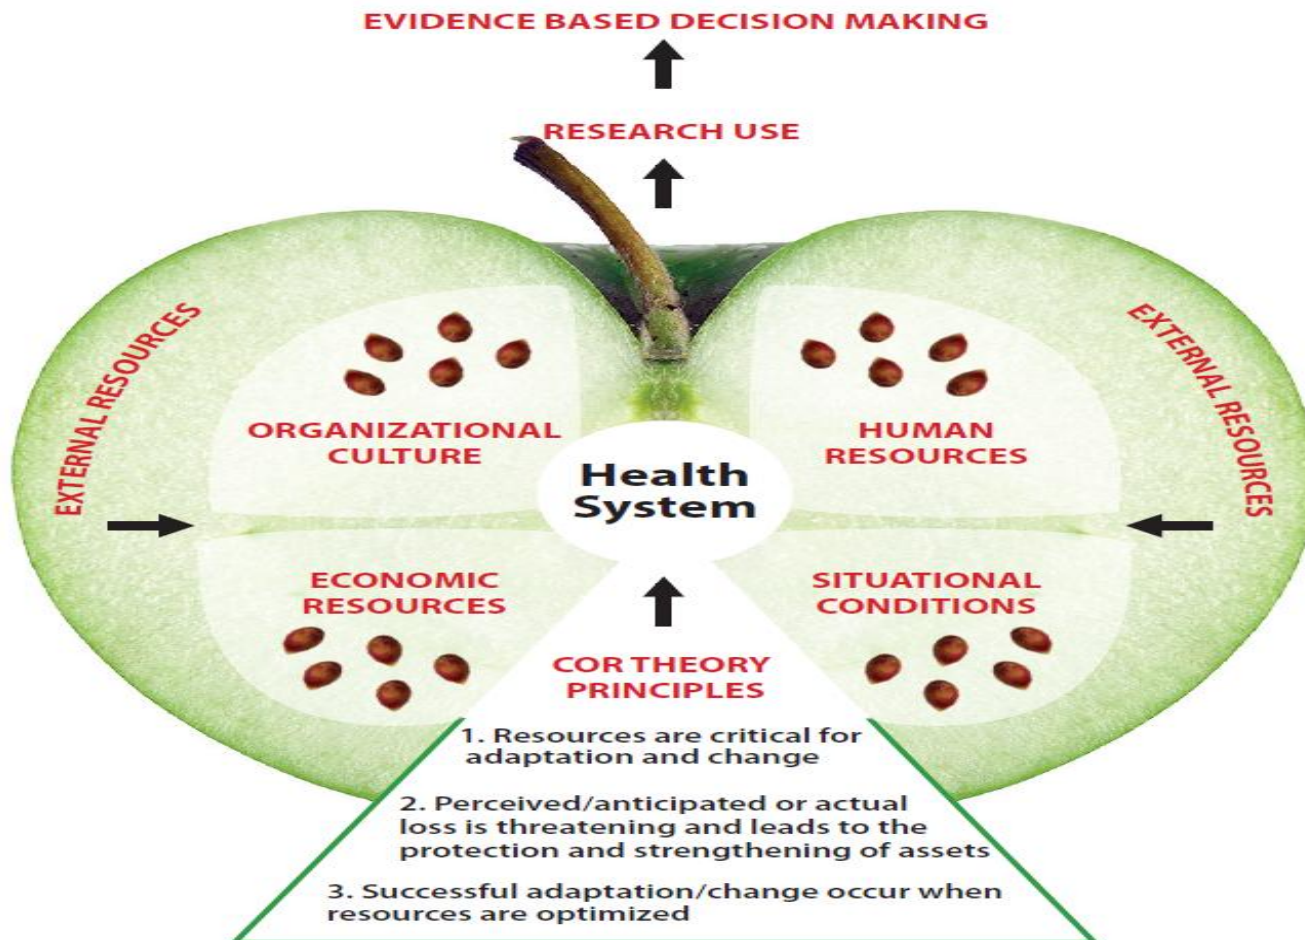 EVIDENCE BASED DECISION MAKING
RESEARCH USE
EXTERNAL RESOURCES
EXTERNAL RESOURCES
ORGANIZATIONAL
CULTURE
HUMAN
RESOURCES
Health
System
ECONOMIC
RESOURCES
SITUATIONAL
CONDITIONS
COR THEORY
PRINCIPLES
1. Resources are critical for
adaptation and change
2. Perceived/anticipated or actual
loss is threatening and leads to the
protection and strengthening of assets
3. Successful adaptation/change occur when
resources are optimized